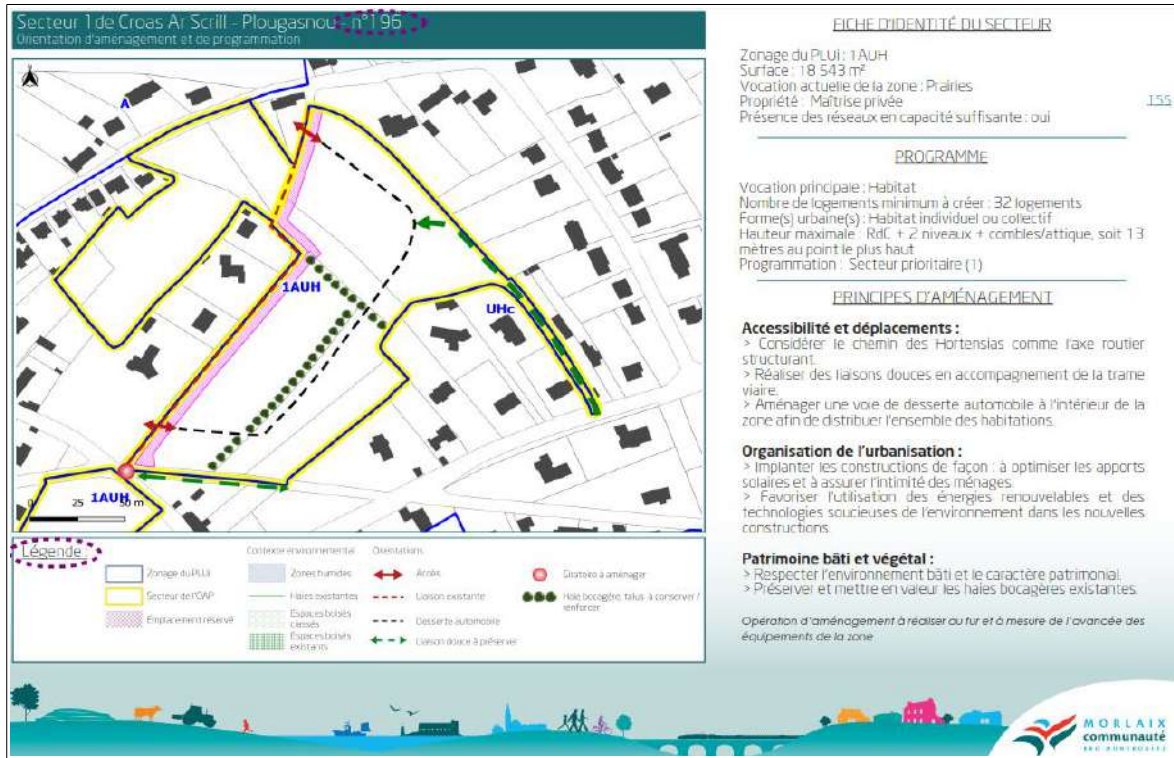 Secteur 1 de Croas Ar Scrill - Plougasnou - n°196
Orientation d'aménagement et de programmation
A
1AUH
UHc
1AUH
0 25 50 m
Légende :
Zonage du PLUi
Secteur de l'OAP
Emplacement réservé
Contexte environnemental
Zones humides
Haies existantes
Espaces boisés
classés
Espaces boisés
existants
Orientations
Accès
Liaison existante
Desserte automobile
Liaison douce à préserver
Giratoire à aménager
Haie bocagère, talus à conserver /
renforcer
FICHE D'IDENTITÉ DU SECTEUR
Zonage du PLUi : 1AUH
Surface : 18 543 m²
Vocation actuelle de la zone : Prairies
Propriété : Maîtrise privée
Présence des réseaux en capacité suffisante : oui
155
PROGRAMME
Vocation principale : Habitat
Nombre de logements minimum à créer : 32 logements
Forme(s) urbaine(s) : Habitat individuel ou collectif
Hauteur maximale : RdC + 2 niveaux + combles/attique, soit 13
mètres au point le plus haut
Programmation : Secteur prioritaire (1)
PRINCIPES D'AMÉNAGEMENT
Accessibilité et déplacements :
> Considérer le chemin des Hortensias comme l'axe routier
structurant.
> Réaliser des liaisons douces en accompagnement de la trame
viaire.
> Aménager une voie de desserte automobile à l'intérieur de la
zone afin de distribuer l'ensemble des habitations.
Organisation de l'urbanisation :
> Implanter les constructions de façon : à optimiser les apports
solaires et à assurer l'intimité des ménages.
> Favoriser l'utilisation des énergies renouvelables et des
technologies soucieuses de l'environnement dans les nouvelles
constructions.
Patrimoine bâti et végétal :
> Respecter l'environnement bâti et le caractère patrimonial.
> Préserver et mettre en valeur les haies bocagères existantes.
Opération d'aménagement à réaliser au fur et à mesure de l'avancée des
équipements de la zone
MORLAIX
communauté
BRO MONTROULEZ